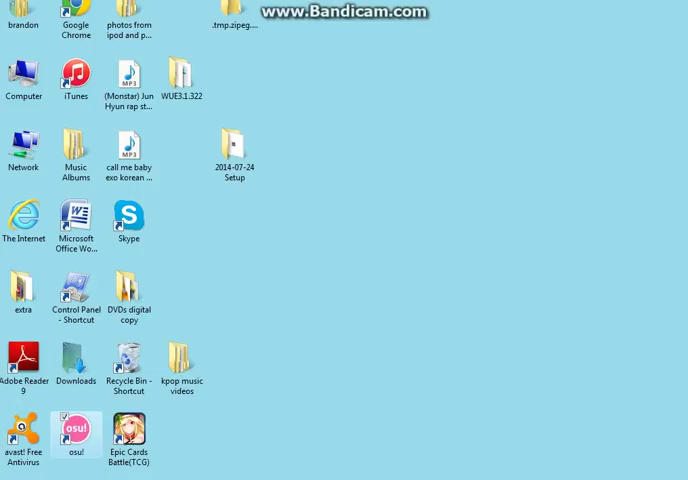 www.Bandicam.com
brandon
Google
Chrome
photos from
ipod and p...
.tmp.zipeg....
Computer
iTunes
MP3
(Monstar) Jun
Hyun rap st...
WUE3.1.322
Network
Music
Albums
MP3
call me baby
exo korean ...
2014-07-24
Setup
The Internet
Microsoft
Office Wo...
Skype
extra
Control Panel
- Shortcut
DVDs digital
copy
Adobe Reader
9
Downloads
Recycle Bin -
Shortcut
kpop music
videos
avast! Free
Antivirus
osu!
osu!
Epic Cards
Battle(TCG)